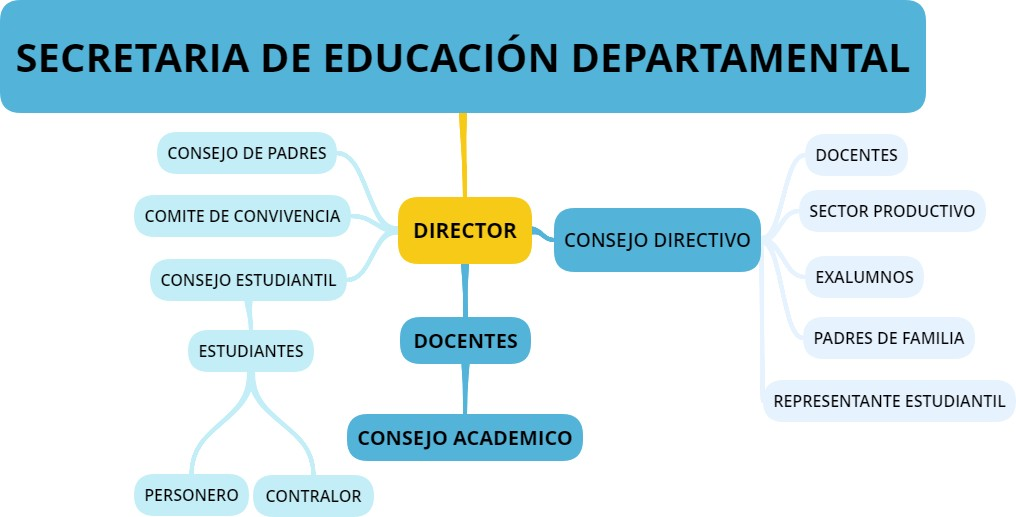 SECRETARIA DE EDUCACIÓN DEPARTAMENTAL
CONSEJO DE PADRES
COMITE DE CONVIVENCIA
CONSEJO ESTUDIANTIL
ESTUDIANTES
PERSONERO
CONTRALOR
DIRECTOR
DOCENTES
CONSEJO ACADEMICO
CONSEJO DIRECTIVO
DOCENTES
SECTOR PRODUCTIVO
EXALUMNOS
PADRES DE FAMILIA
REPRESENTANTE ESTUDIANTIL